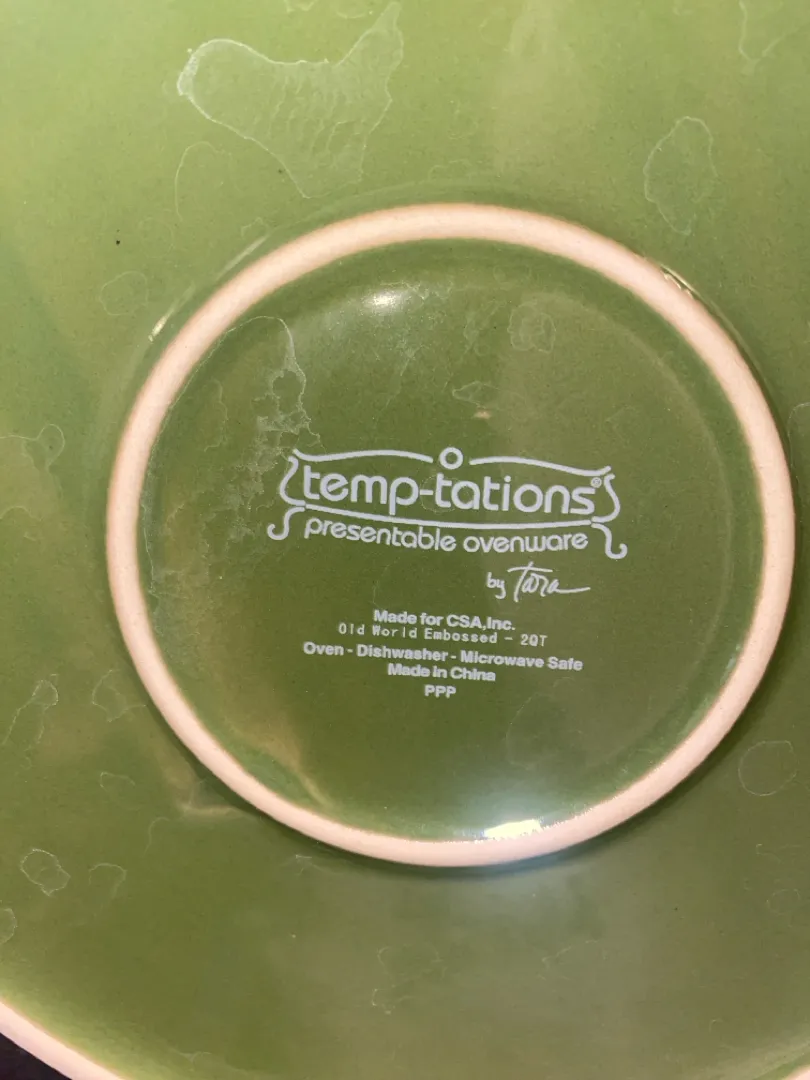 temp-tations®
presentable ovenware
by Tara
Made for CSA,Inc.
Old World Embossed - 2QT
Oven - Dishwasher - Microwave Safe
Made in China
PPP